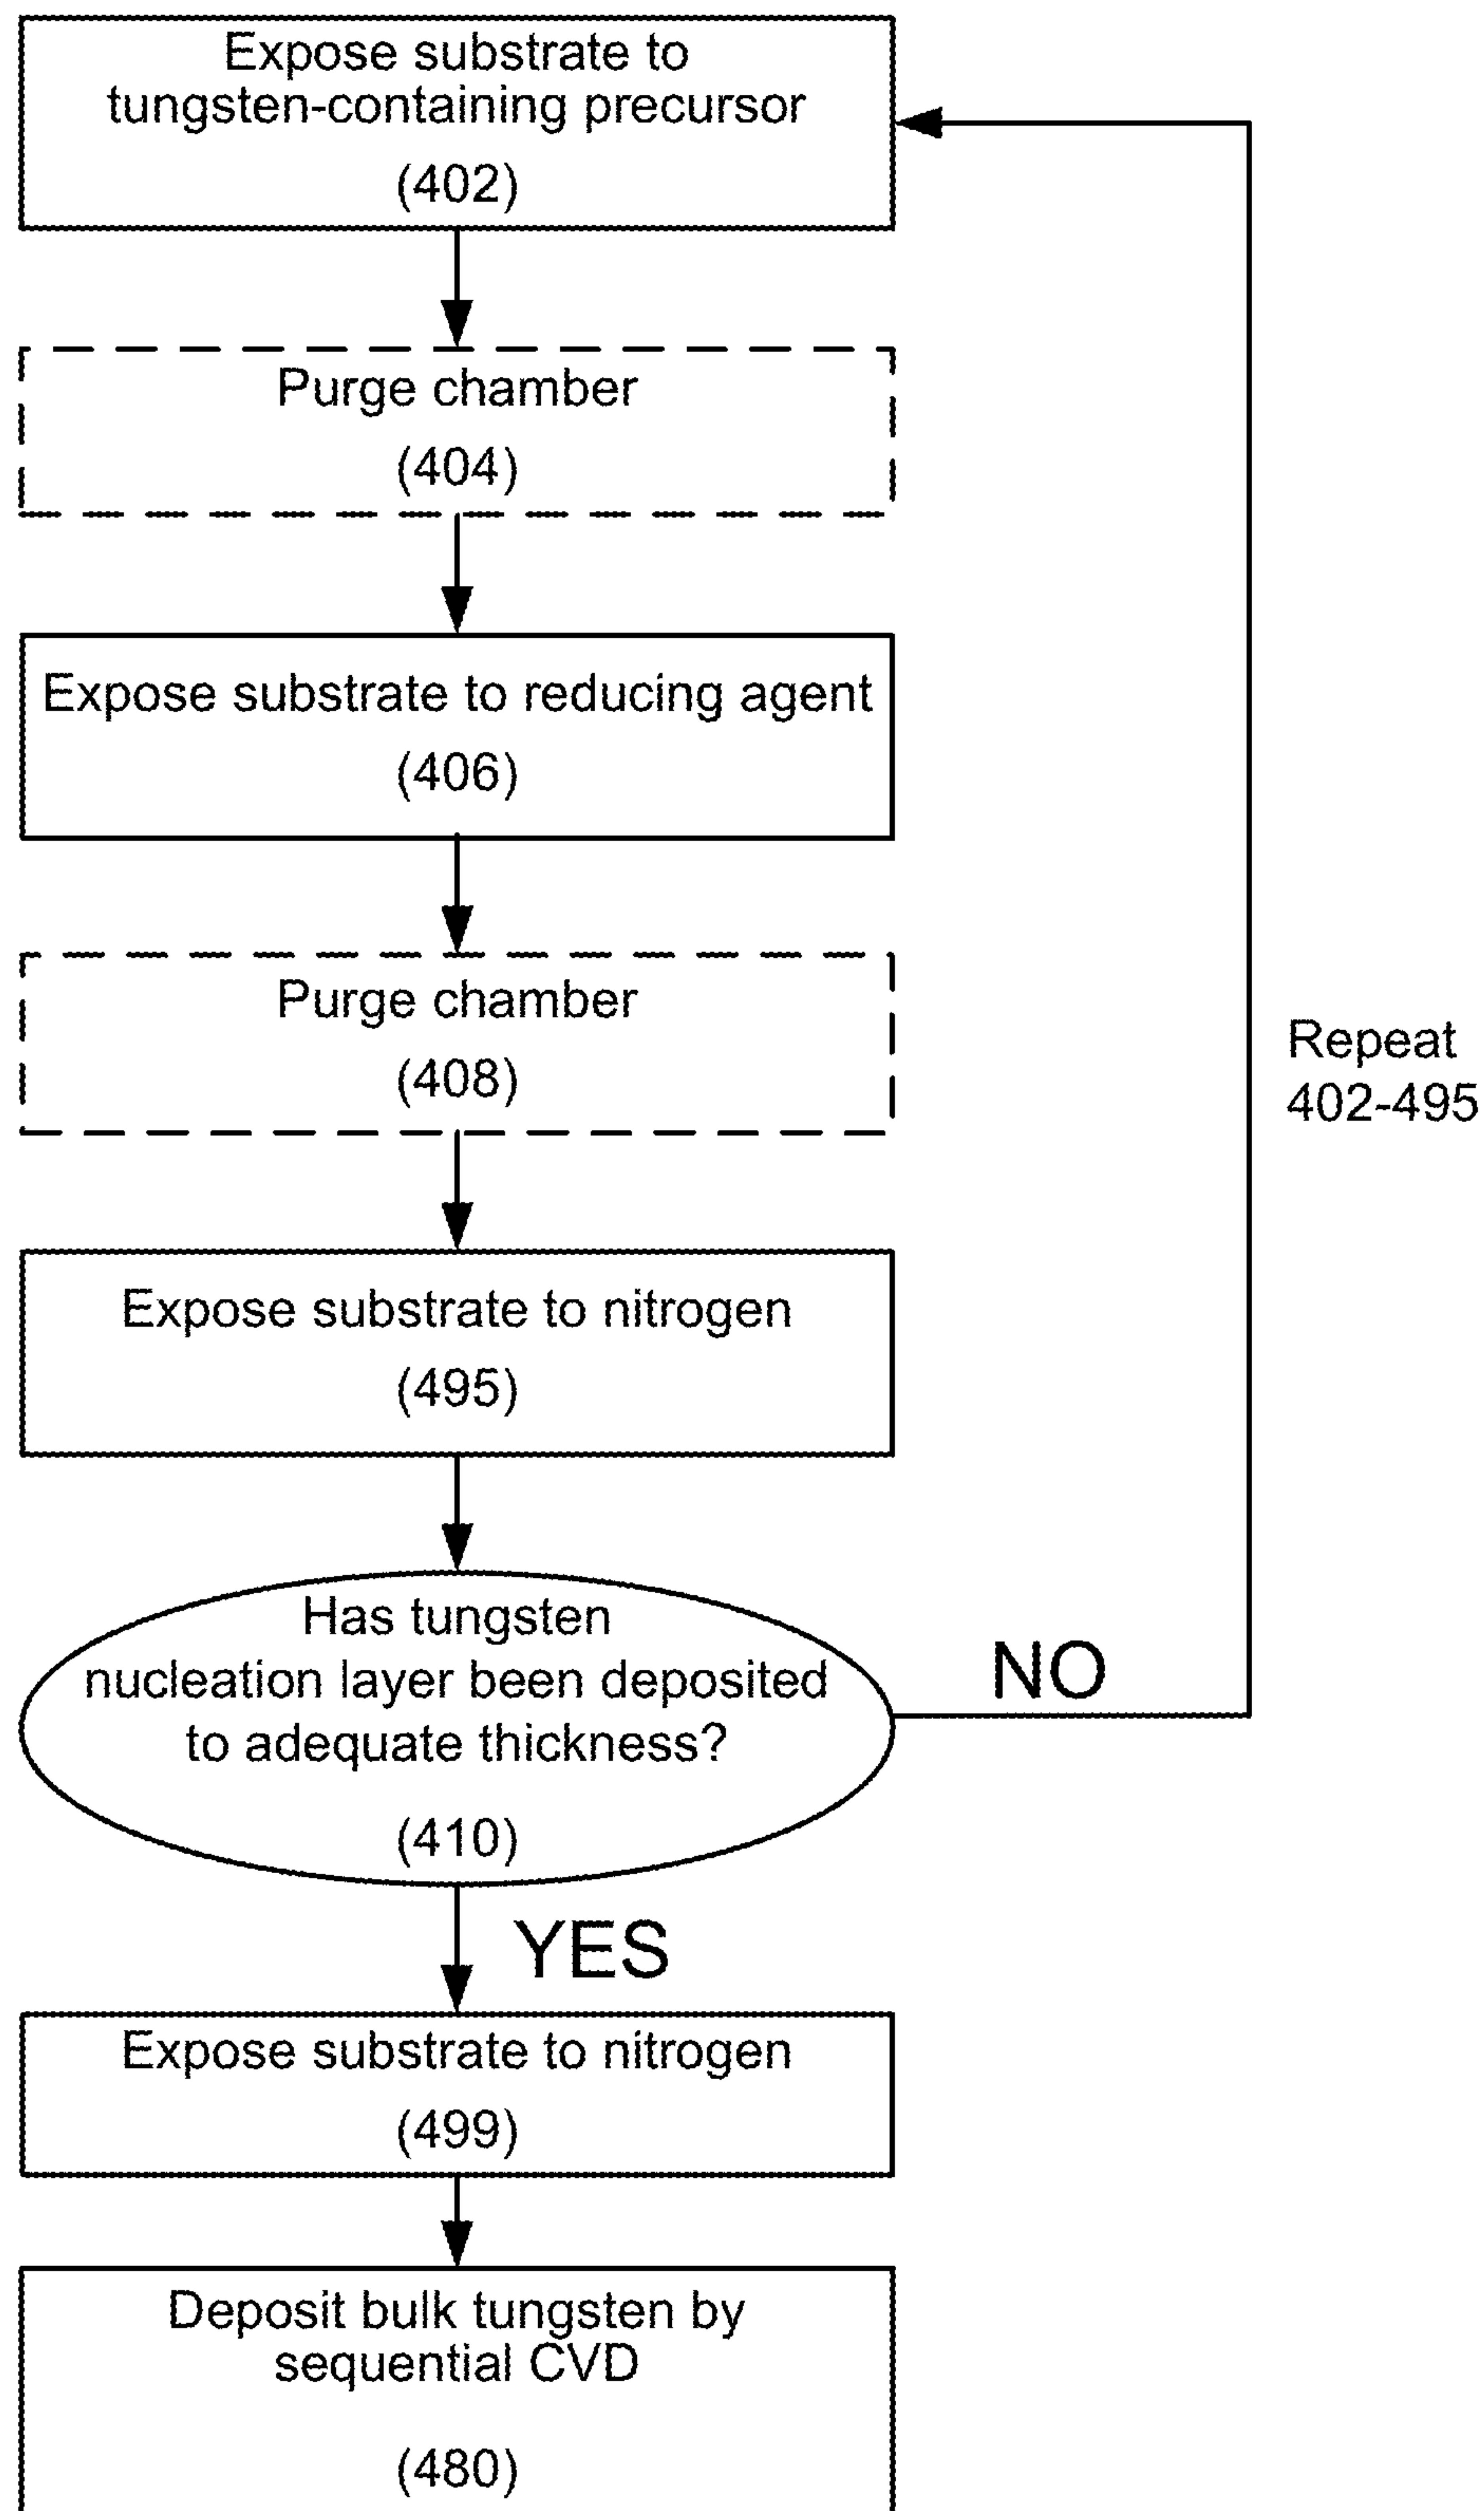 Expose substrate to
tungsten-containing precursor
(402)
Purge chamber
(404)
Expose substrate to reducing agent
(406)
Purge chamber
(408)
Repeat
402-495
Expose substrate to nitrogen
(495)
Has tungsten
nucleation layer been deposited
to adequate thickness?
(410)
NO
YES
Expose substrate to nitrogen
(499)
Deposit bulk tungsten by
sequential CVD
(480)